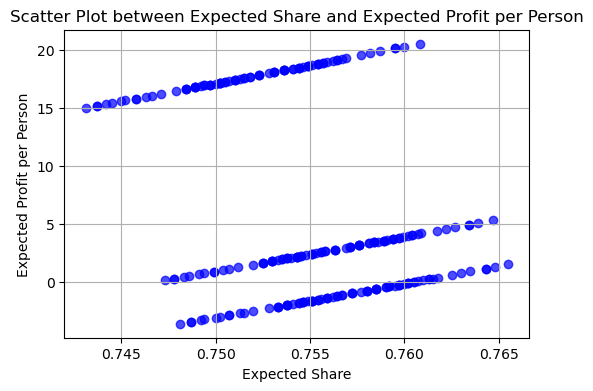 Scatter Plot between Expected Share and Expected Profit per Person
Expected Profit per Person
20
15
10
5
0
0.745 0.750 0.755 0.760 0.765
Expected Share